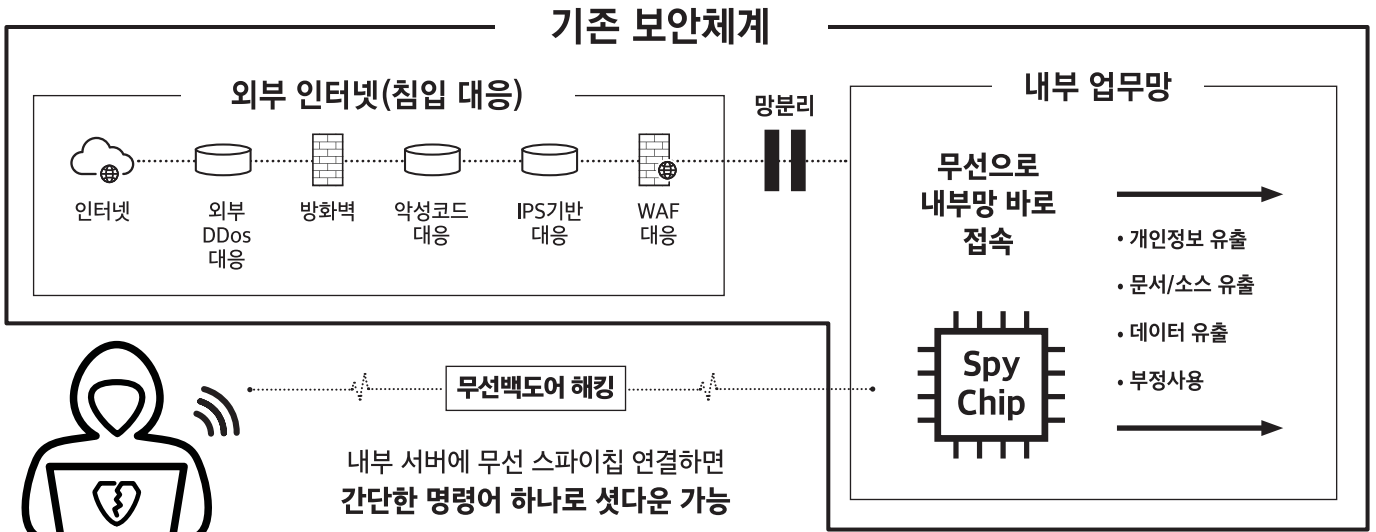 기존 보안체계
외부 인터넷(침입 대응)
인터넷
외부
DDos
대응
방화벽
악성코드
대응
IPS기반
대응
WAF
대응
망분리
내부 업무망
무선으로
내부망 바로
접속
• 개인정보 유출
• 문서/소스 유출
• 데이터 유출
• 부정사용
Spy
Chip
무선백도어 해킹
내부 서버에 무선 스파이칩 연결하면
간단한 명령어 하나로 셧다운 가능